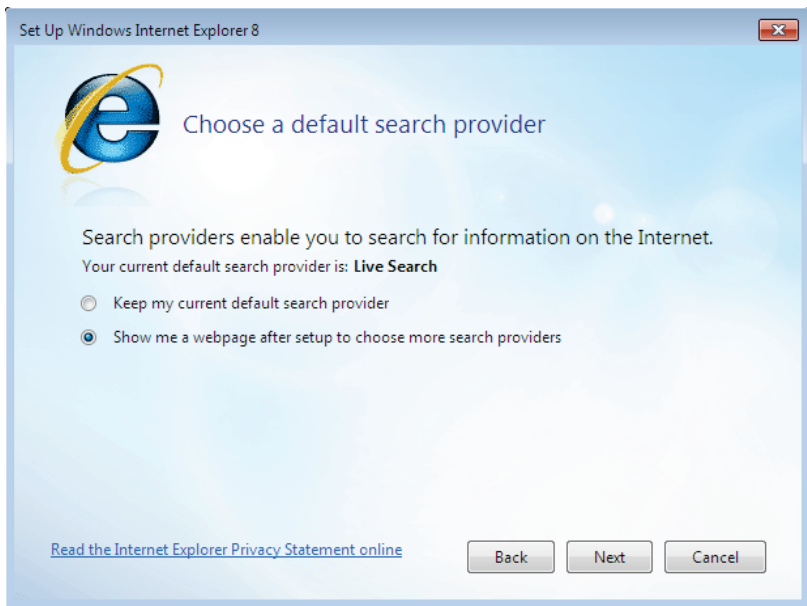 Set Up Windows Internet Explorer 8
Choose a default search provider
Search providers enable you to search for information on the Internet.
Your current default search provider is: Live Search
Keep my current default search provider
Show me a webpage after setup to choose more search providers
Read the Internet Explorer Privacy Statement online
Back Next Cancel